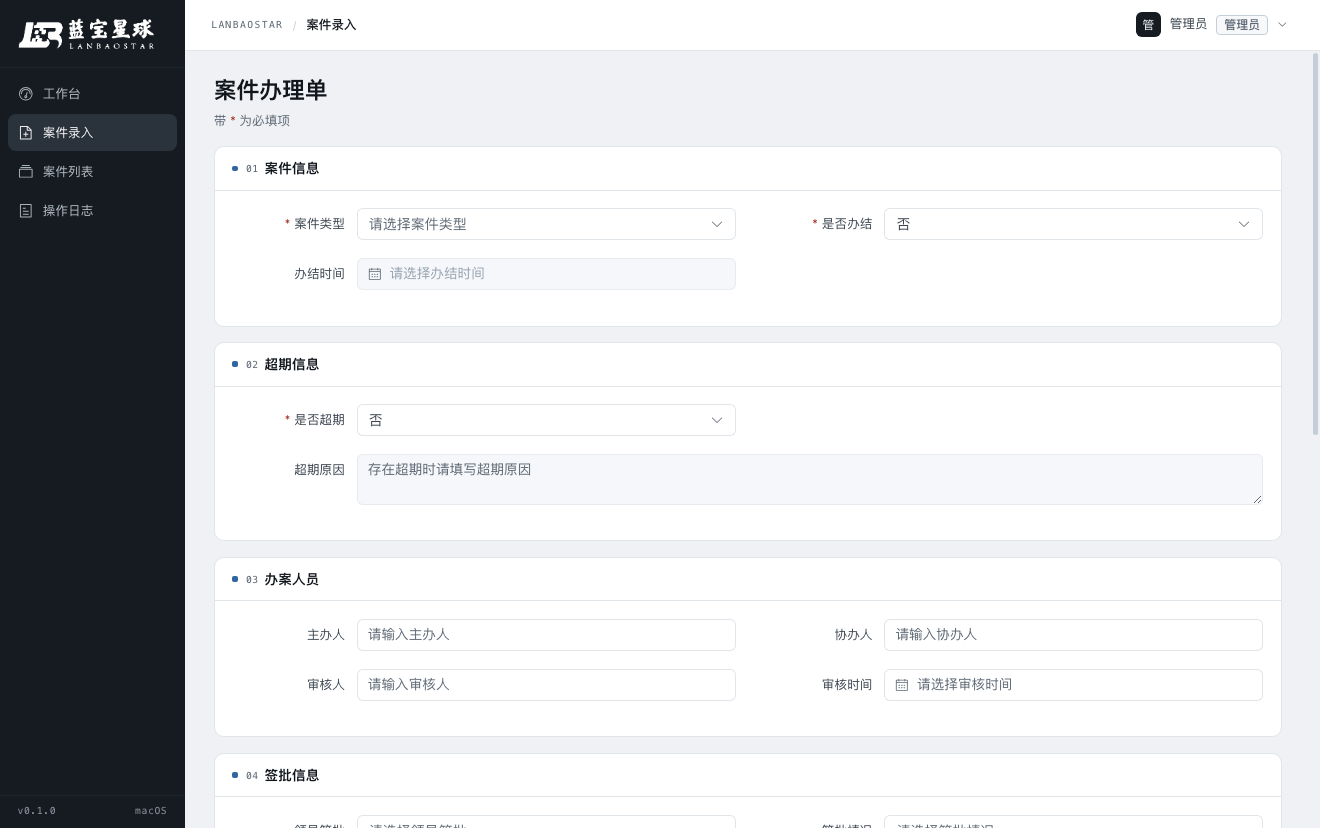 蓝宝星球
LANBAOSTAR
工作台
案件录入
案件列表
操作日志
v0.1.0 macOS
LANBAOSTAR / 案件录入
管 管理员 管理员
案件办理单
带 * 为必填项
01 案件信息
* 案件类型 请选择案件类型 * 是否办结 否
办结时间 请选择办结时间
02 超期信息
* 是否超期 否
超期原因 存在超期时请填写超期原因
03 办案人员
主办人 请输入主办人 协办人 请输入协办人
审核人 请输入审核人 审核时间 请选择审核时间
04 签批信息